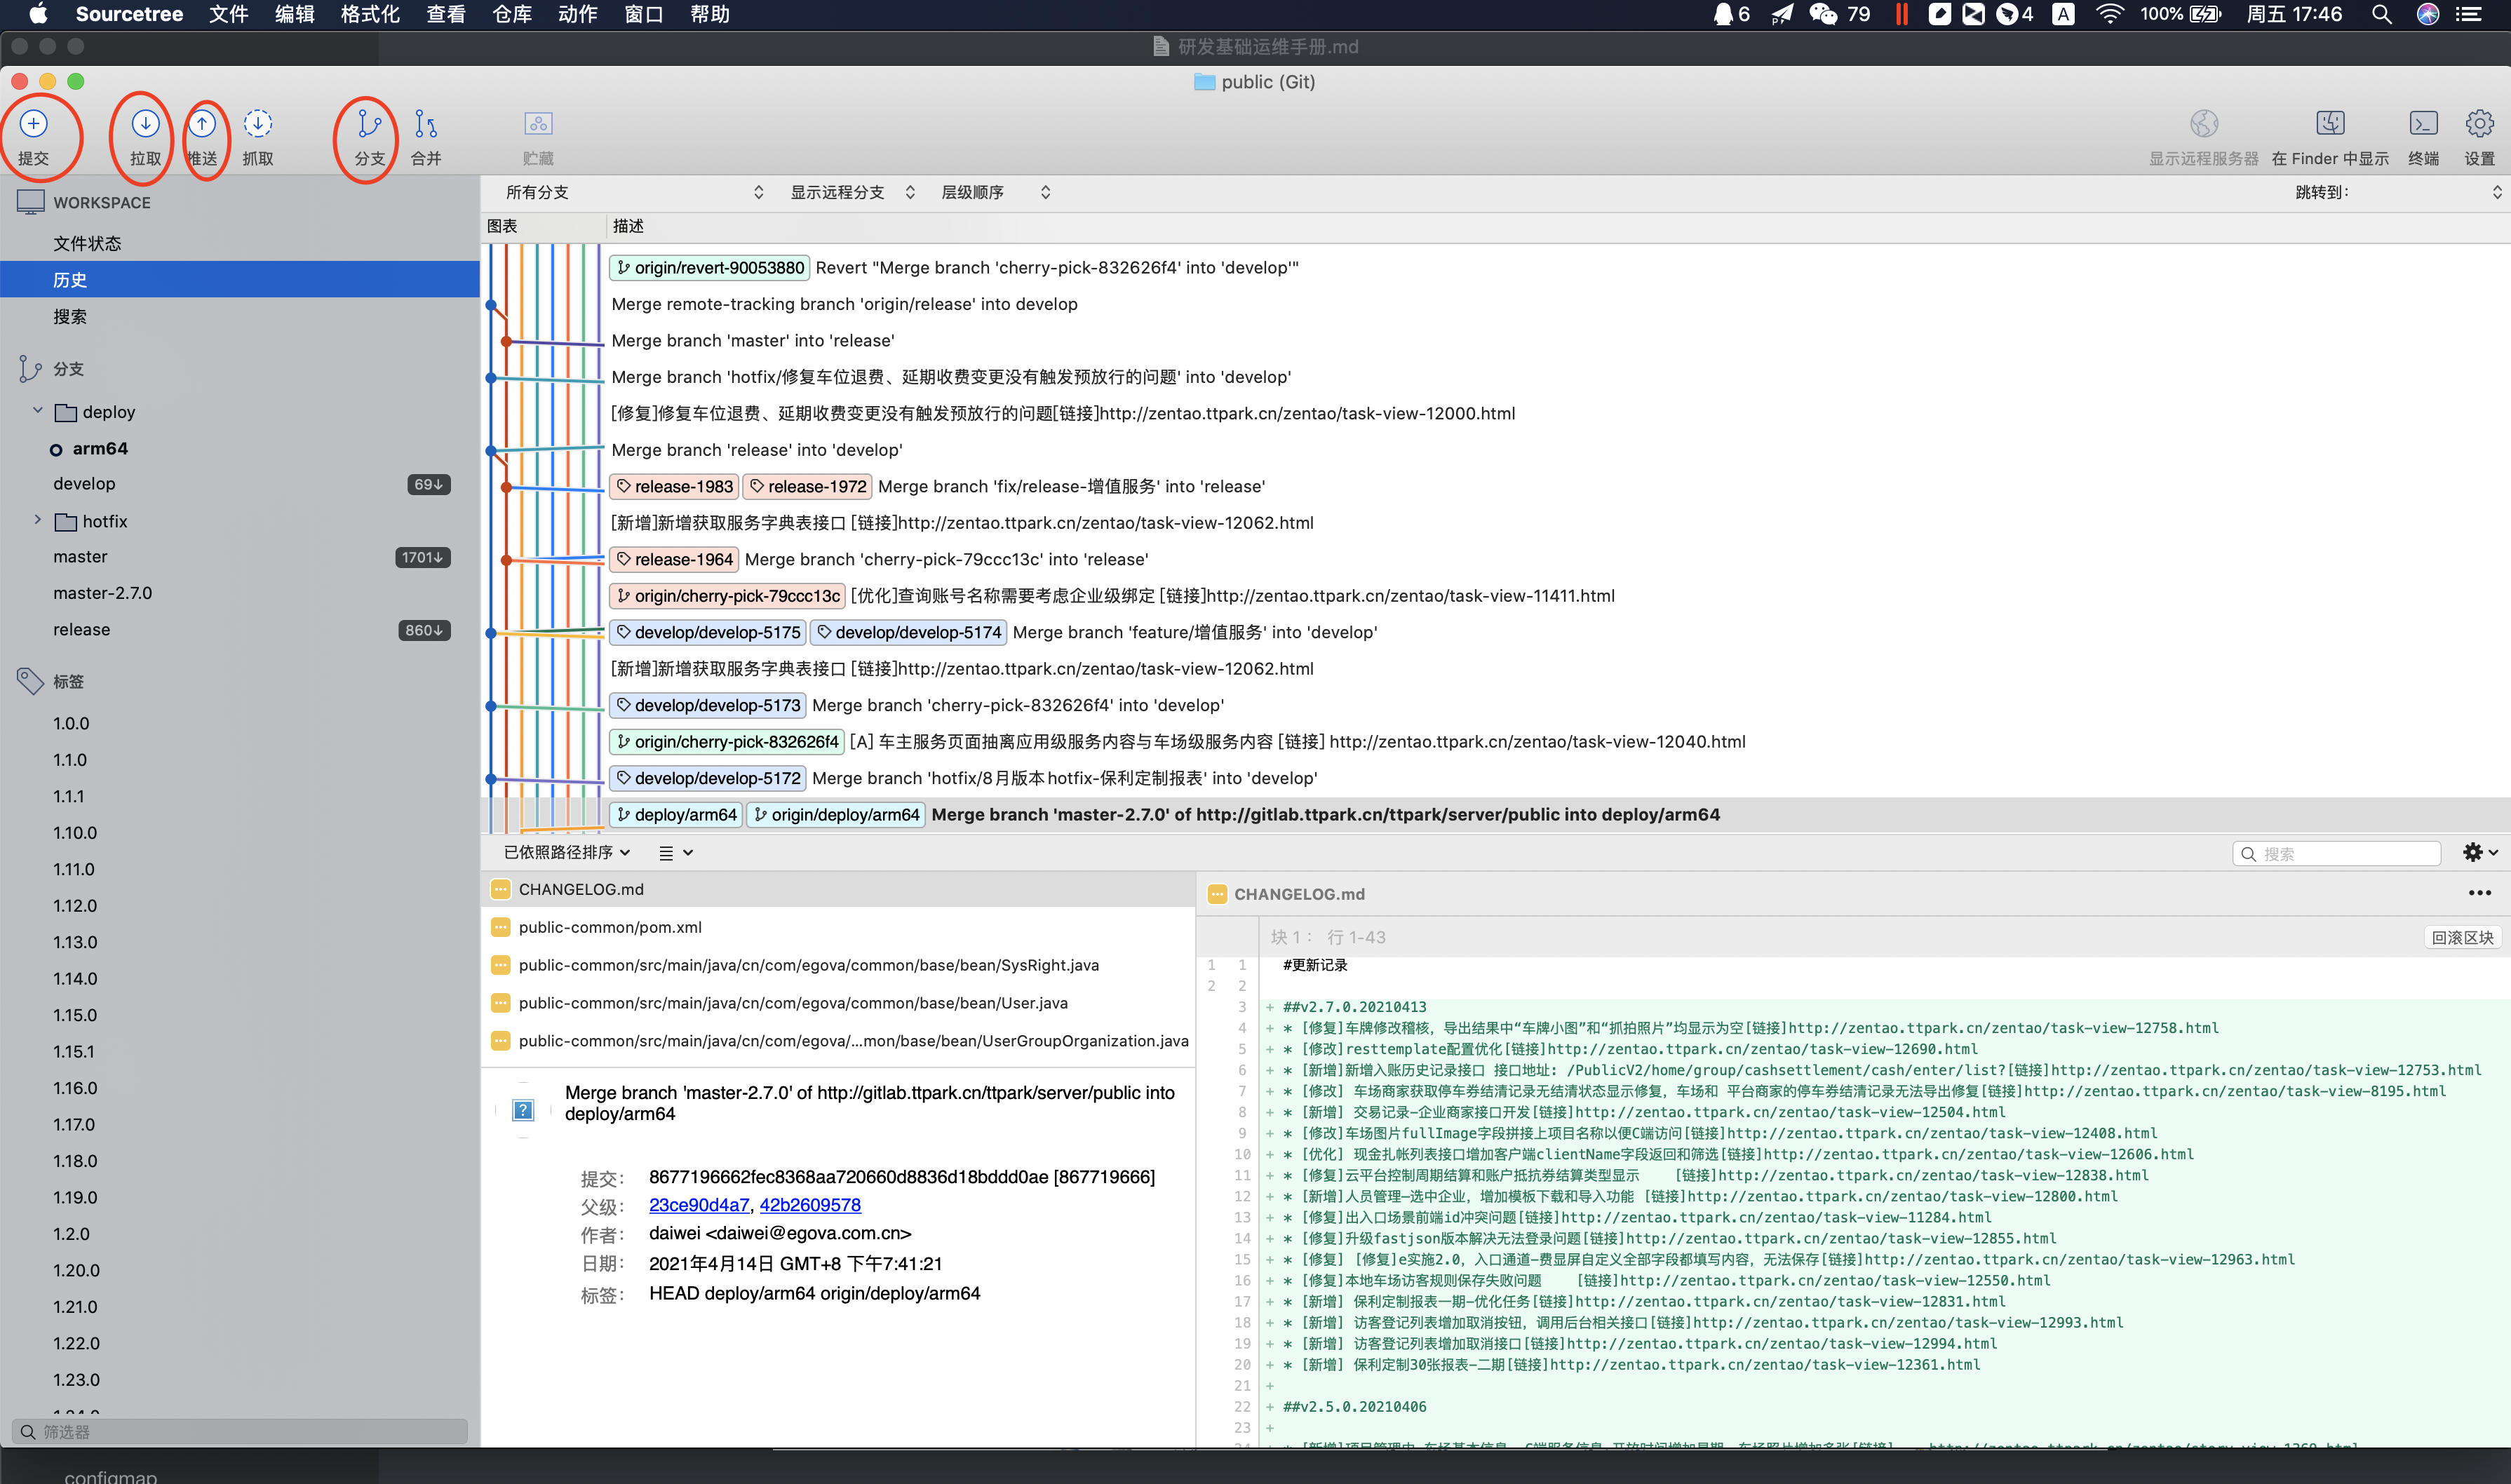 Sourcetree 文件 编辑 格式化 查看 仓库 动作 窗口 帮助 6 79 4 A 100% 周五 17:46
研发基础运维手册.md
public (Git)
提交 拉取 推送 抓取 分支 合并 贮藏 显示远程服务器 在 Finder 中显示 终端 设置
WORKSPACE
文件状态
历史
搜索
分支
deploy
arm64
develop 69↓
hotfix
master 1701↓
master-2.7.0
release 860↓
标签
1.0.0
1.1.0
1.1.1
1.10.0
1.11.0
1.12.0
1.13.0
1.14.0
1.15.0
1.15.1
1.16.0
1.17.0
1.18.0
1.19.0
1.2.0
1.20.0
1.21.0
1.22.0
1.23.0
1.24.0
筛选器
configmap
所有分支 显示远程分支 层级顺序 跳转到：
图表 描述
origin/revert-90053880 Revert "Merge branch 'cherry-pick-832626f4' into 'develop'"
Merge remote-tracking branch 'origin/release' into develop
Merge branch 'master' into 'release'
Merge branch 'hotfix/修复车位退费、延期收费变更没有触发预放行的问题' into 'develop'
[修复]修复车位退费、延期收费变更没有触发预放行的问题[链接]http://zentao.ttpark.cn/zentao/task-view-12000.html
Merge branch 'release' into 'develop'
release-1983 release-1972 Merge branch 'fix/release-增值服务' into 'release'
[新增]新增获取服务字典表接口 [链接]http://zentao.ttpark.cn/zentao/task-view-12062.html
release-1964 Merge branch 'cherry-pick-79ccc13c' into 'release'
origin/cherry-pick-79ccc13c [优化]查询账号名称需要考虑企业级绑定 [链接]http://zentao.ttpark.cn/zentao/task-view-11411.html
develop/develop-5175 develop/develop-5174 Merge branch 'feature/增值服务' into 'develop'
[新增]新增获取服务字典表接口 [链接]http://zentao.ttpark.cn/zentao/task-view-12062.html
develop/develop-5173 Merge branch 'cherry-pick-832626f4' into 'develop'
origin/cherry-pick-832626f4 [A] 车主服务页面抽离应用级服务内容与车场级服务内容 [链接] http://zentao.ttpark.cn/zentao/task-view-12040.html
develop/develop-5172 Merge branch 'hotfix/8月版本hotfix-保利定制报表' into 'develop'
deploy/arm64 origin/deploy/arm64 Merge branch 'master-2.7.0' of http://gitlab.ttpark.cn/ttpark/server/public into deploy/arm64
已依照路径排序 搜索
CHANGELOG.md
public-common/pom.xml
public-common/src/main/java/cn/com/egova/common/base/bean/SysRight.java
public-common/src/main/java/cn/com/egova/common/base/bean/User.java
public-common/src/main/java/cn/com/egova/...mon/base/bean/UserGroupOrganization.java
Merge branch 'master-2.7.0' of http://gitlab.ttpark.cn/ttpark/server/public into
deploy/arm64
提交： 8677196662fec8368aa720660d8836d18bddd0ae [867719666]
父级： 23ce90d4a7, 42b2609578
作者： daiwei <daiwei@egova.com.cn>
日期： 2021年4月14日 GMT+8 下午7:41:21
标签： HEAD deploy/arm64 origin/deploy/arm64
CHANGELOG.md
块 1： 行 1-43 回滚区块
1 1 #更新记录
2 2
3 + ##v2.7.0.20210413
4 + * [修复]车牌修改稽核，导出结果中“车牌小图”和“抓拍照片”均显示为空[链接]http://zentao.ttpark.cn/zentao/task-view-12758.html
5 + * [修改]resttemplate配置优化[链接]http://zentao.ttpark.cn/zentao/task-view-12690.html
6 + * [新增]新增入账历史记录接口 接口地址: /PublicV2/home/group/cashsettlement/cash/enter/list?[链接]http://zentao.ttpark.cn/zentao/task-view-12753.html
7 + * [修改] 车场商家获取停车券结清记录无结清状态显示修复，车场和 平台商家的停车券结清记录无法导出修复[链接]http://zentao.ttpark.cn/zentao/task-view-8195.html
8 + * [新增] 交易记录-企业商家接口开发[链接]http://zentao.ttpark.cn/zentao/task-view-12504.html
9 + * [修改]车场图片fullImage字段拼接上项目名称以便C端访问[链接]http://zentao.ttpark.cn/zentao/task-view-12408.html
10 + * [优化] 现金扎帐列表接口增加客户端clientName字段返回和筛选[链接]http://zentao.ttpark.cn/zentao/task-view-12606.html
11 + * [修复]云平台控制周期结算和账户抵抗券结算类型显示 [链接]http://zentao.ttpark.cn/zentao/task-view-12838.html
12 + * [新增]人员管理—选中企业，增加模板下载和导入功能 [链接]http://zentao.ttpark.cn/zentao/task-view-12800.html
13 + * [修复]出入口场景前端id冲突问题[链接]http://zentao.ttpark.cn/zentao/task-view-11284.html
14 + * [修复]升级fastjson版本解决无法登录问题[链接]http://zentao.ttpark.cn/zentao/task-view-12855.html
15 + * [修复] [修复]e实施2.0，入口通道-费显屏自定义全部字段都填写内容，无法保存[链接]http://zentao.ttpark.cn/zentao/task-view-12963.html
16 + * [修复]本地车场访客规则保存失败问题 [链接]http://zentao.ttpark.cn/zentao/task-view-12550.html
17 + * [新增] 保利定制报表一期-优化任务[链接]http://zentao.ttpark.cn/zentao/task-view-12831.html
18 + * [新增] 访客登记列表增加取消按钮，调用后台相关接口[链接]http://zentao.ttpark.cn/zentao/task-view-12993.html
19 + * [新增] 访客登记列表增加取消接口[链接]http://zentao.ttpark.cn/zentao/task-view-12994.html
20 + * [新增] 保利定制30张报表-二期[链接]http://zentao.ttpark.cn/zentao/task-view-12361.html
21 +
22 + ##v2.5.0.20210406
23 +